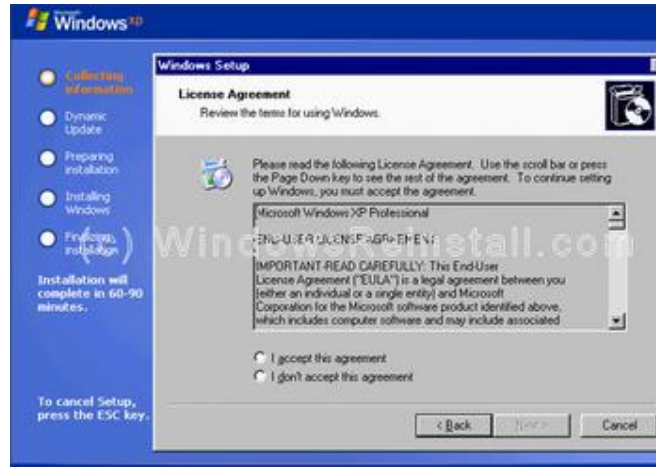 Windows xp
Collecting
information
Dynamic
Update
Preparing
installation
Installing
Windows
Finalizing
installation
Installation will
complete in 60-90
minutes.
To cancel Setup,
press the ESC key.
Windows Setup
License Agreement
Review the terms for using Windows.
Please read the following License Agreement. Use the scroll bar or press
the Page Down key to see the rest of the agreement. To continue setting
up Windows, you must accept the agreement.
Microsoft Windows XP Professional
END-USER LICENSE AGREEMENT
IMPORTANT-READ CAREFULLY: This End-User
License Agreement ("EULA") is a legal agreement between you
(either an individual or a single entity) and Microsoft
Corporation for the Microsoft software product identified above,
which includes computer software and may include associated
I accept this agreement
I don't accept this agreement
< Back
Next >
Cancel
(c) WindowsReinstall.com